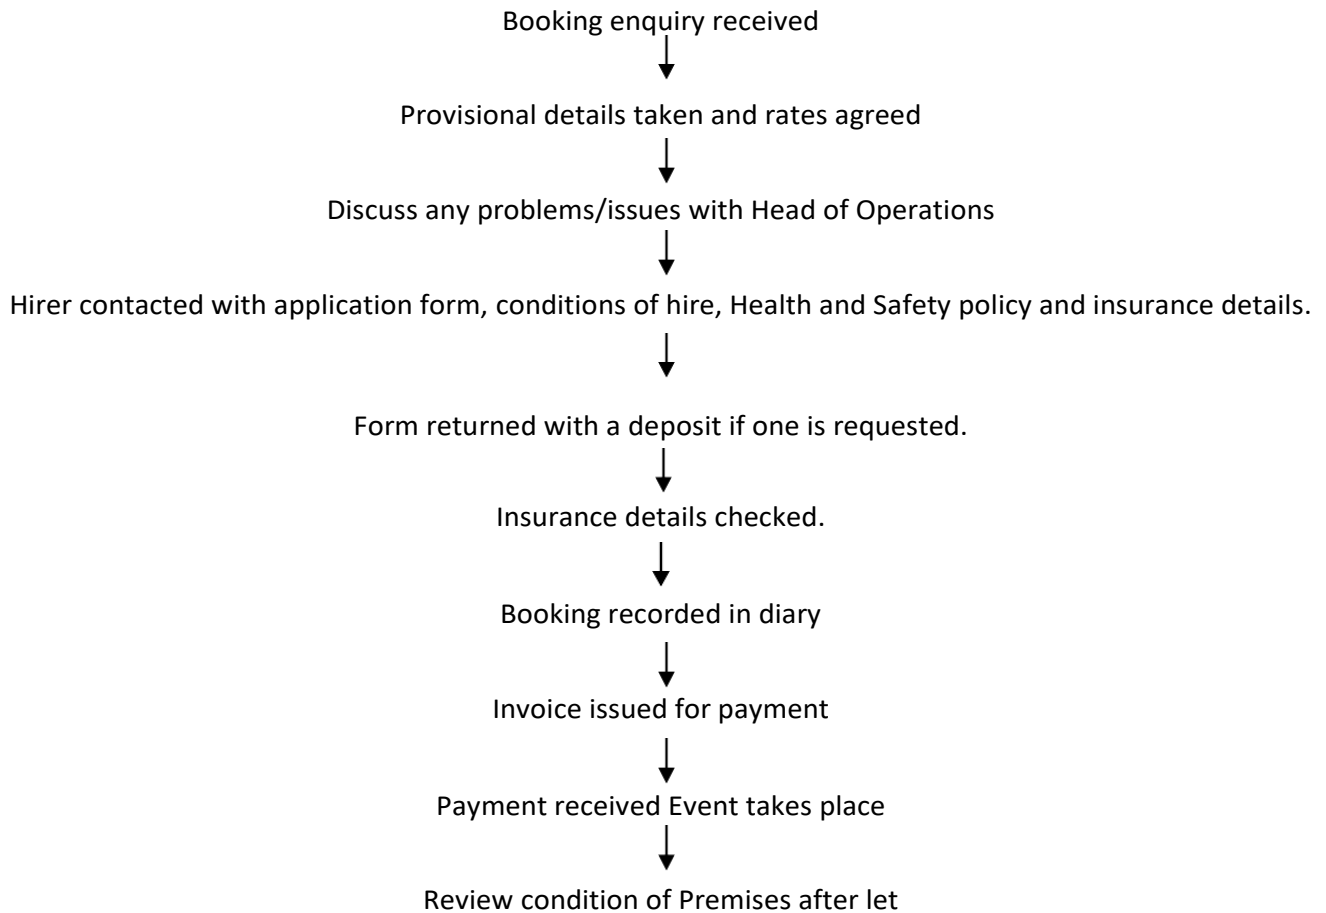 Booking enquiry received
Provisional details taken and rates agreed
Discuss any problems/issues with Head of Operations
Hirer contacted with application form, conditions of hire, Health and Safety policy and insurance details.
Form returned with a deposit if one is requested.
Insurance details checked.
Booking recorded in diary
Invoice issued for payment
Payment received Event takes place
Review condition of Premises after let